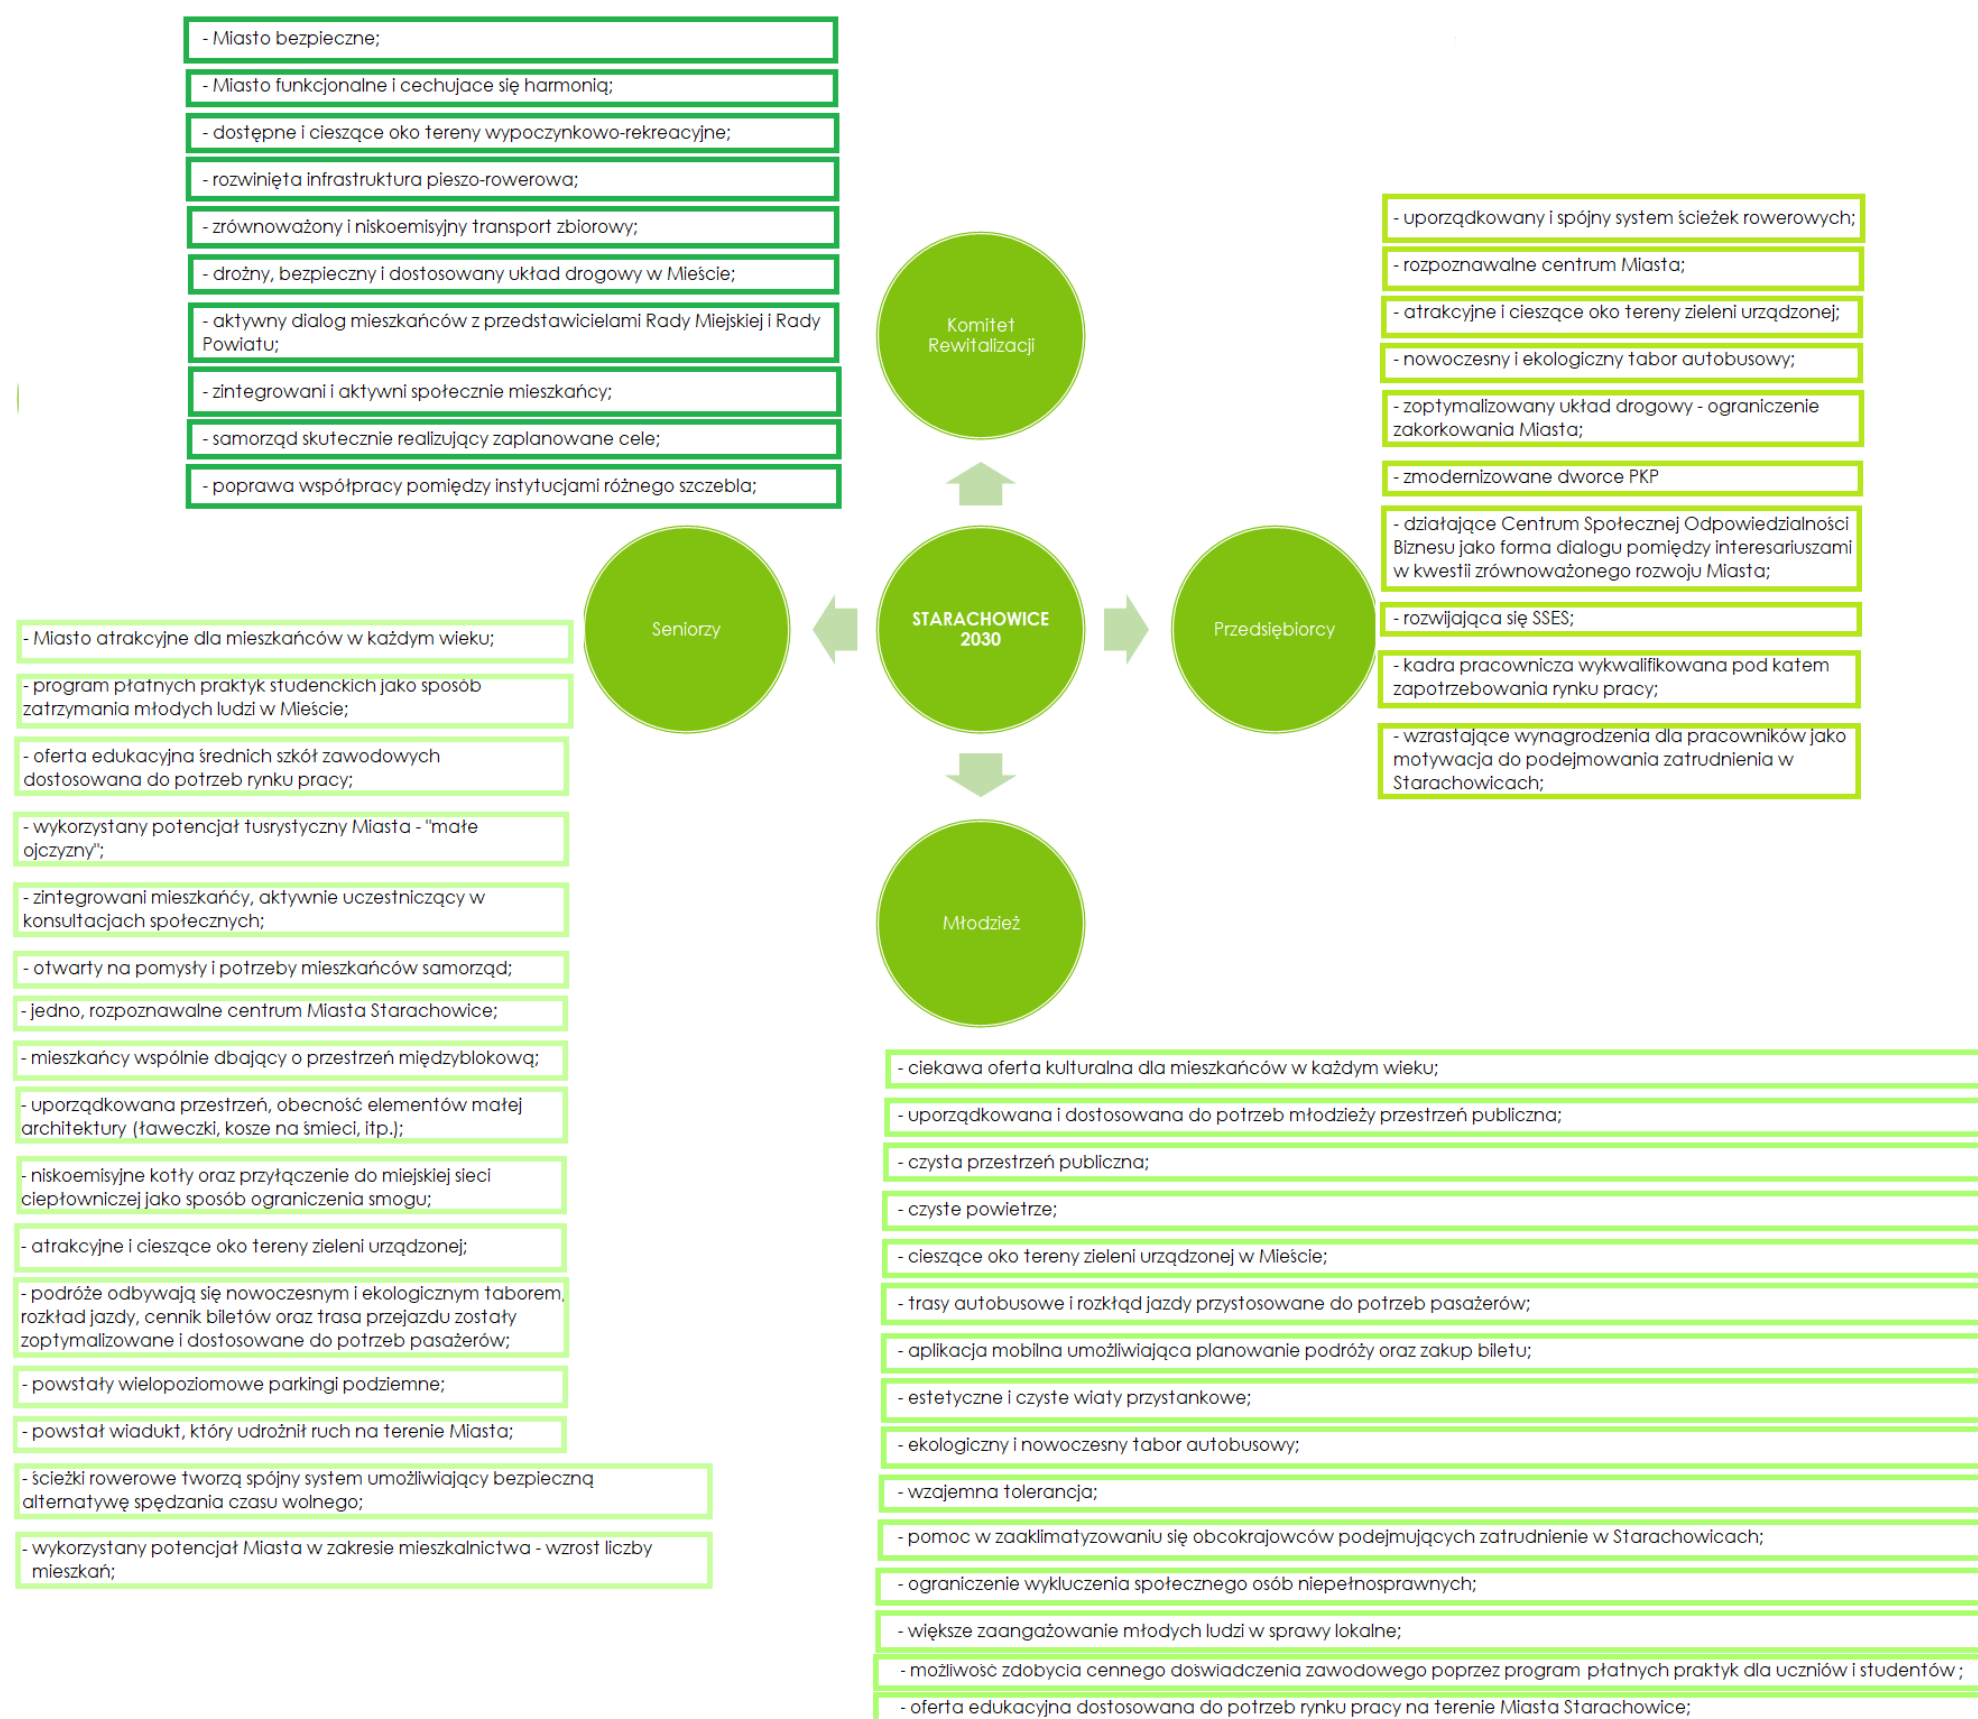 - Miasto bezpieczne;
- Miasto funkcjonalne i cechujace się harmonią;
- dostępne i cieszące oko tereny wypoczynkowo-rekreacyjne;
- rozwinięta infrastruktura pieszo-rowerowa;
- zrównoważony i niskoemisyjny transport zbiorowy;
- drożny, bezpieczny i dostosowany układ drogowy w Mieście;
- aktywny dialog mieszkańców z przedstawicielami Rady Miejskiej i Rady
Powiatu;
- zintegrowani i aktywni społecznie mieszkańcy;
- samorząd skutecznie realizujący zaplanowane cele;
- poprawa współpracy pomiędzy instytucjami różnego szczebla;
Komitet
Rewitalizacji
- uporządkowany i spójny system ścieżek rowerowych;
- rozpoznawalne centrum Miasta;
- atrakcyjne i cieszące oko tereny zieleni urządzonej;
- nowoczesny i ekologiczny tabor autobusowy;
- zoptymalizowany układ drogowy - ograniczenie
zakorkowania Miasta;
- zmodernizowane dworce PKP
- działające Centrum Społecznej Odpowiedzialności
Biznesu jako forma dialogu pomiędzy interesariuszami
w kwestii zrównoważonego rozwoju Miasta;
- rozwijająca się SSES;
- kadra pracownicza wykwalifikowana pod katem
zapotrzebowania rynku pracy;
- wzrastające wynagrodzenia dla pracowników jako
motywacja do podejmowania zatrudnienia w
Starachowicach;
Seniorzy
STARACHOWICE
2030
Przedsiębiorcy
Młodzież
- Miasto atrakcyjne dla mieszkańców w każdym wieku;
- program płatnych praktyk studenckich jako sposób
zatrzymania młodych ludzi w Mieście;
- oferta edukacyjna średnich szkół zawodowych
dostosowana do potrzeb rynku pracy;
- wykorzystany potencjał tusrystyczny Miasta - "małe
ojczyzny";
- zintegrowani mieszkańćy, aktywnie uczestniczący w
konsultacjach społecznych;
- otwarty na pomysły i potrzeby mieszkańców samorząd;
- jedno, rozpoznawalne centrum Miasta Starachowice;
- mieszkańcy wspólnie dbający o przestrzeń międzyblokową;
- uporządkowana przestrzeń, obecność elementów małej
architektury (ławeczki, kosze na śmieci, itp.);
- niskoemisyjne kotły oraz przyłączenie do miejskiej sieci
ciepłowniczej jako sposób ograniczenia smogu;
- atrakcyjne i cieszące oko tereny zieleni urządzonej;
- podróże odbywają się nowoczesnym i ekologicznym taborem,
rozkład jazdy, cennik biletów oraz trasa przejazdu zostały
zoptymalizowane i dostosowane do potrzeb pasażerów;
- powstały wielopoziomowe parkingi podziemne;
- powstał wiadukt, który udrożnił ruch na terenie Miasta;
- ścieżki rowerowe tworzą spójny system umożliwiający bezpieczną
alternatywę spędzania czasu wolnego;
- wykorzystany potencjał Miasta w zakresie mieszkalnictwa - wzrost liczby
mieszkań;
- ciekawa oferta kulturalna dla mieszkańców w każdym wieku;
- uporządkowana i dostosowana do potrzeb młodzieży przestrzeń publiczna;
- czysta przestrzeń publiczna;
- czyste powietrze;
- cieszące oko tereny zieleni urządzonej w Mieście;
- trasy autobusowe i rozkłąd jazdy przystosowane do potrzeb pasażerów;
- aplikacja mobilna umożliwiająca planowanie podróży oraz zakup biletu;
- estetyczne i czyste wiaty przystankowe;
- ekologiczny i nowoczesny tabor autobusowy;
- wzajemna tolerancja;
- pomoc w zaaklimatyzowaniu się obcokrajowców podejmujących zatrudnienie w Starachowicach;
- ograniczenie wykluczenia społecznego osób niepełnosprawnych;
- większe zaangażowanie młodych ludzi w sprawy lokalne;
- możliwość zdobycia cennego doświadczenia zawodowego poprzez program płatnych praktyk dla uczniów i studentów ;
- oferta edukacyjna dostosowana do potrzeb rynku pracy na terenie Miasta Starachowice;